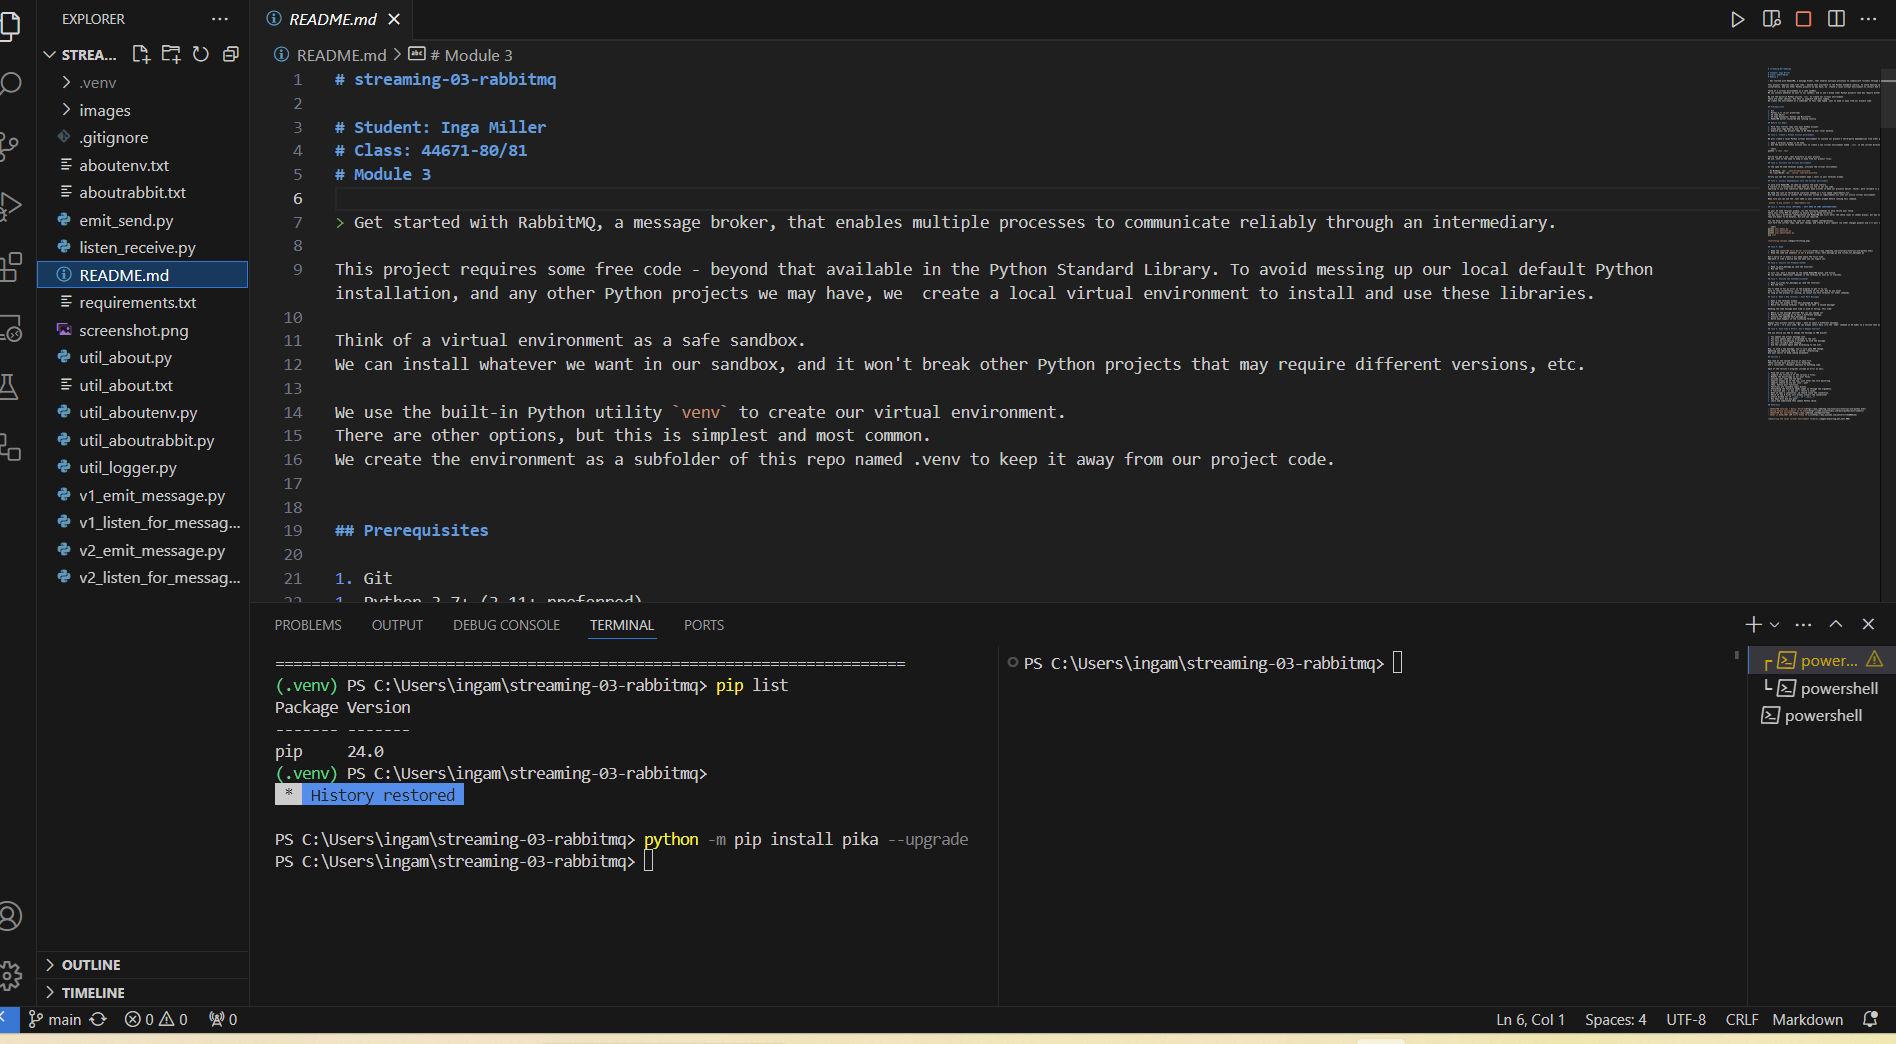 EXPLORER
STREA...
.venv
images
.gitignore
aboutenv.txt
aboutrabbit.txt
emit_send.py
listen_receive.py
README.md
requirements.txt
screenshot.png
util_about.py
util_about.txt
util_aboutenv.py
util_aboutrabbit.py
util_logger.py
v1_emit_message.py
v1_listen_for_messag...
v2_emit_message.py
v2_listen_for_messag...
OUTLINE
TIMELINE
README.md
README.md > # Module 3
1 # streaming-03-rabbitmq
2
3 # Student: Inga Miller
4 # Class: 44671-80/81
5 # Module 3
6
7 > Get started with RabbitMQ, a message broker, that enables multiple processes to communicate reliably through an intermediary.
8
9 This project requires some free code - beyond that available in the Python Standard Library. To avoid messing up our local default Python
installation, and any other Python projects we may have, we  create a local virtual environment to install and use these libraries.
10
11 Think of a virtual environment as a safe sandbox.
12 We can install whatever we want in our sandbox, and it won't break other Python projects that may require different versions, etc.
13
14 We use the built-in Python utility `venv` to create our virtual environment.
15 There are other options, but this is simplest and most common.
16 We create the environment as a subfolder of this repo named .venv to keep it away from our project code.
17
18
19 ## Prerequisites
20
21 1. Git
22 1. Python 3.7+ (3.11+ preferred)
PROBLEMS OUTPUT DEBUG CONSOLE TERMINAL PORTS
======================================================================
(.venv) PS C:\Users\ingam\streaming-03-rabbitmq> pip list
Package Version
------- -------
pip     24.0
(.venv) PS C:\Users\ingam\streaming-03-rabbitmq>
* History restored
PS C:\Users\ingam\streaming-03-rabbitmq> python -m pip install pika --upgrade
PS C:\Users\ingam\streaming-03-rabbitmq>
PS C:\Users\ingam\streaming-03-rabbitmq>
power...
powershell
powershell
main 0 0 0
Ln 6, Col 1 Spaces: 4 UTF-8 CRLF Markdown